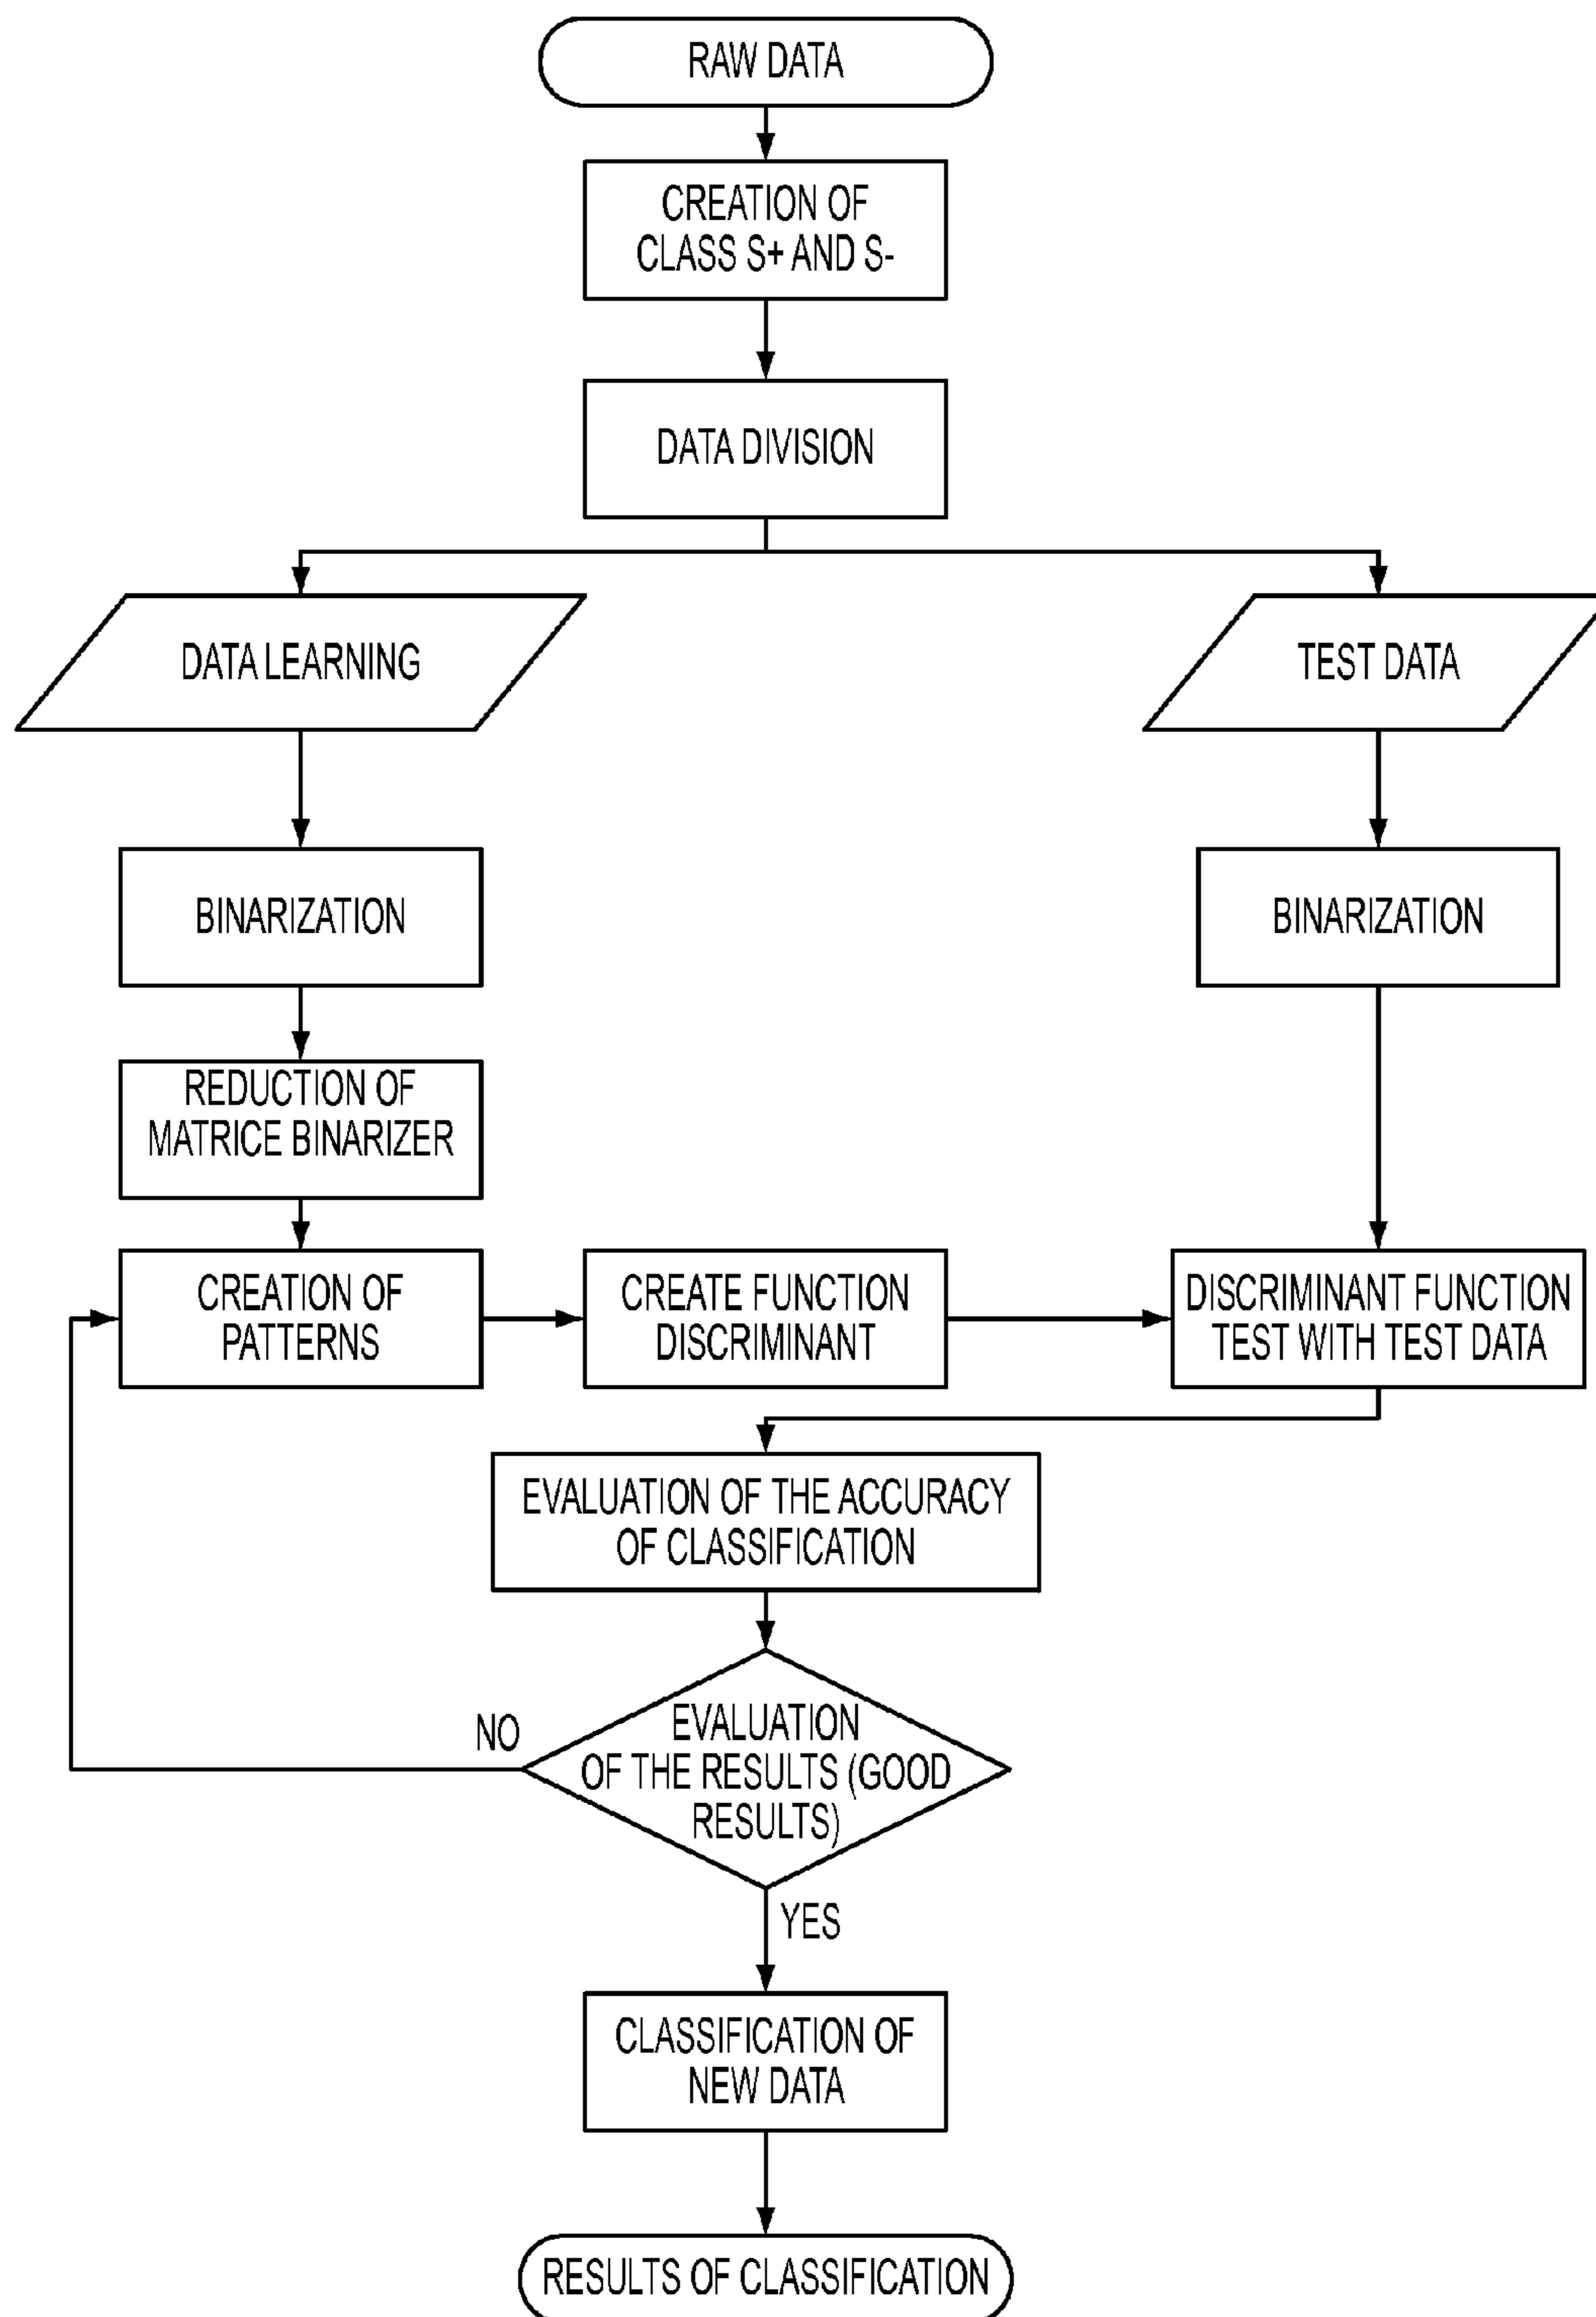 RAW DATA
CREATION OF
CLASS S+ AND S-
DATA DIVISION
DATA LEARNING
TEST DATA
BINARIZATION
BINARIZATION
REDUCTION OF
MATRICE BINARIZER
CREATION OF
PATTERNS
CREATE FUNCTION
DISCRIMINANT
DISCRIMINANT FUNCTION
TEST WITH TEST DATA
EVALUATION OF THE ACCURACY
OF CLASSIFICATION
NO
EVALUATION
OF THE RESULTS (GOOD
RESULTS)
YES
CLASSIFICATION OF
NEW DATA
RESULTS OF CLASSIFICATION